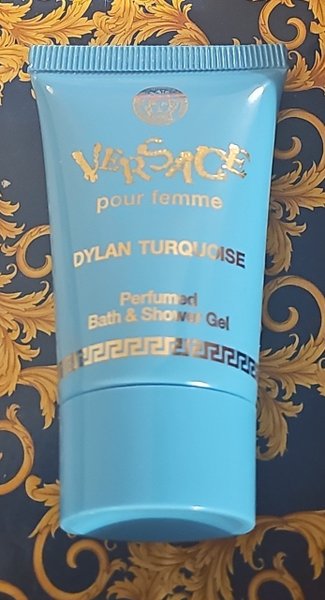 VERSACE
pour femme
DYLAN TURQUOISE
Perfumed
Bath & Shower Gel